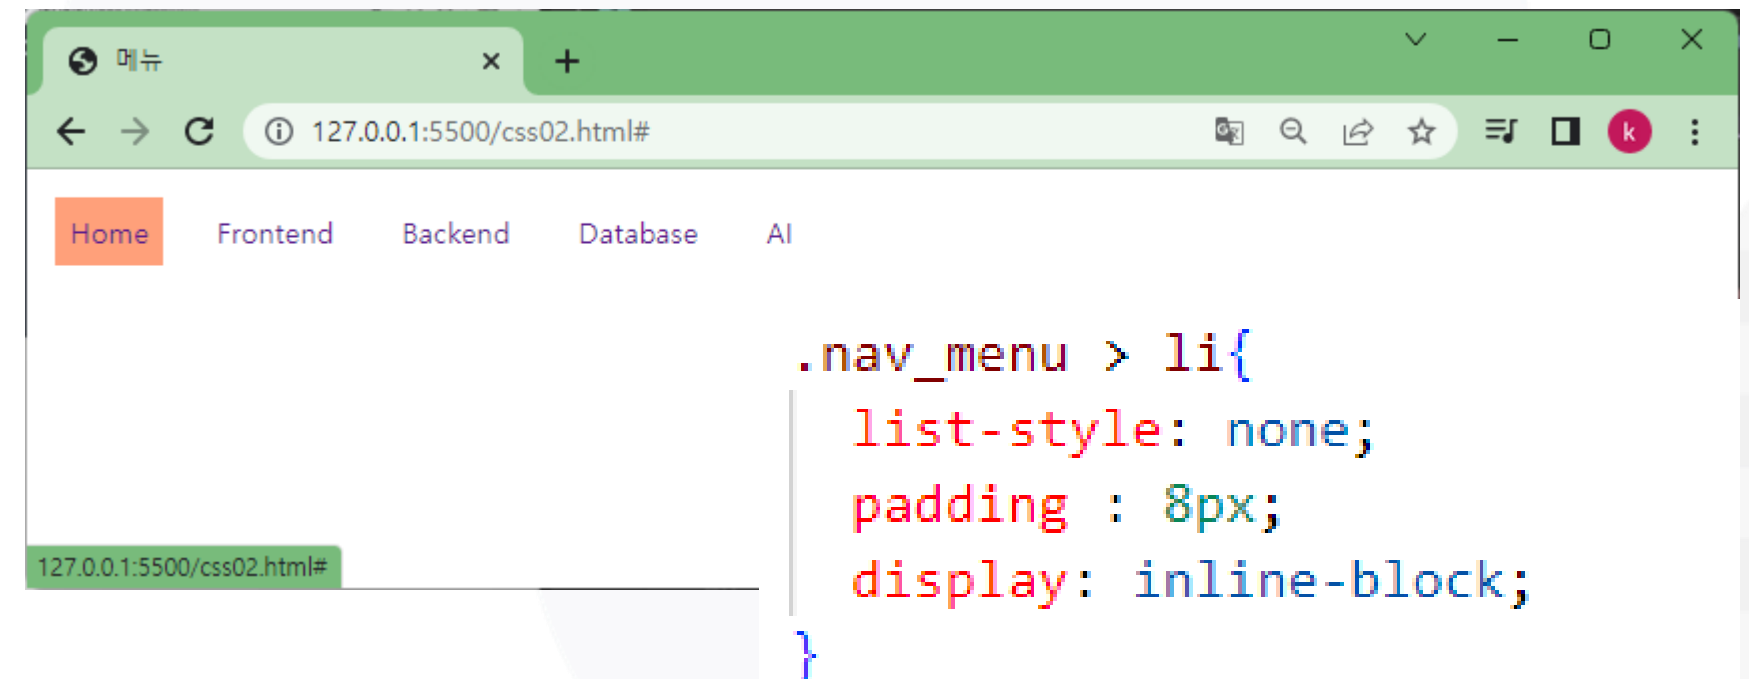 메뉴
127.0.0.1:5500/css02.html#
k
Home Frontend Backend Database AI
.nav_menu > li{
list-style: none;
padding : 8px;
display: inline-block;
}
127.0.0.1:5500/css02.html#